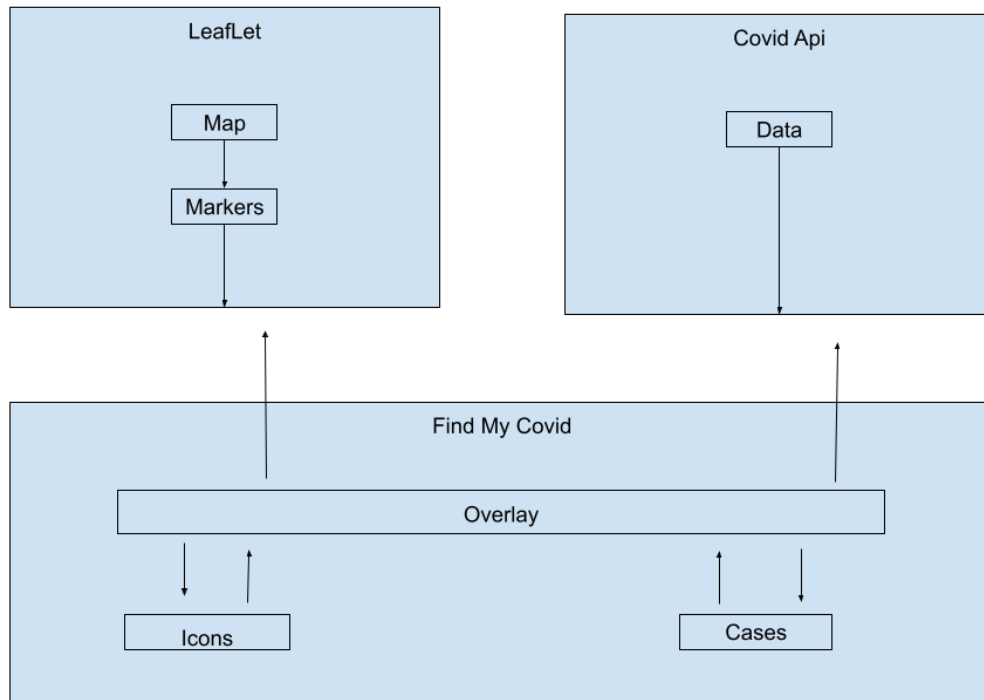 LeafLet
Map
Markers
Covid Api
Data
Find My Covid
Overlay
Icons
Cases